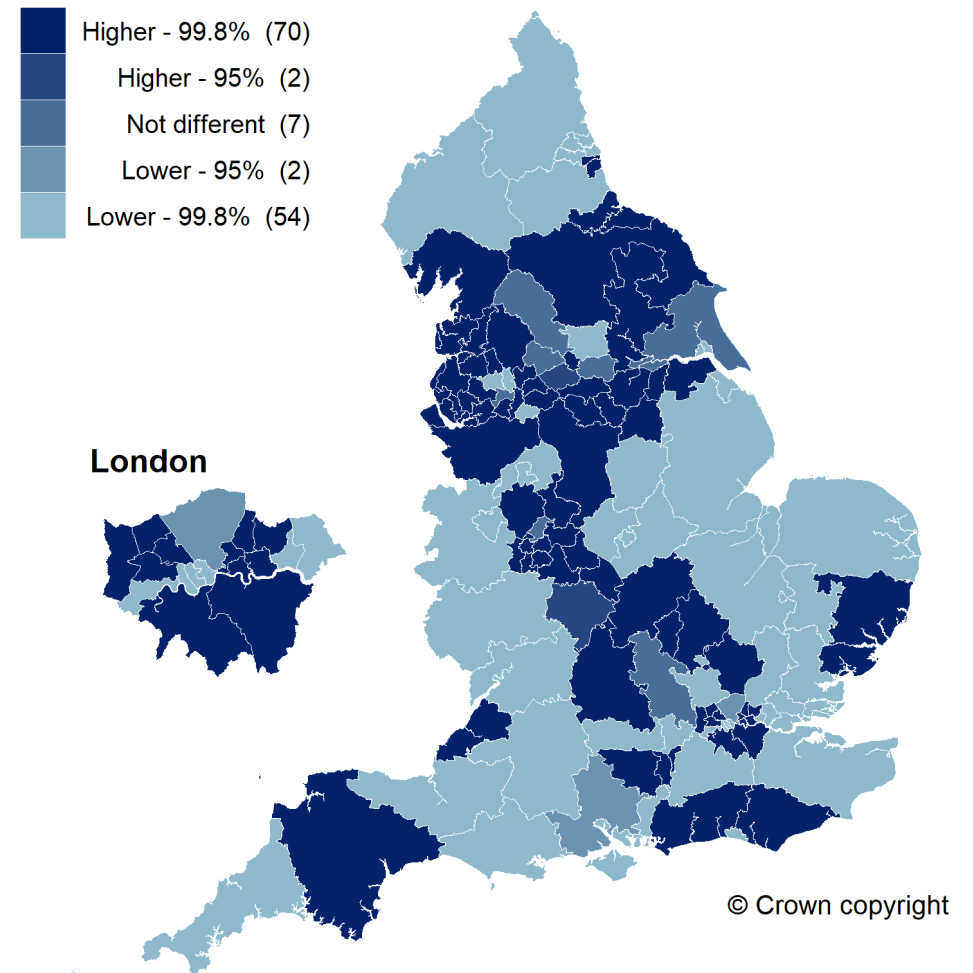 Higher - 99.8% (70)
Higher - 95% (2)
Not different (7)
Lower - 95% (2)
Lower - 99.8% (54)
London
© Crown copyright